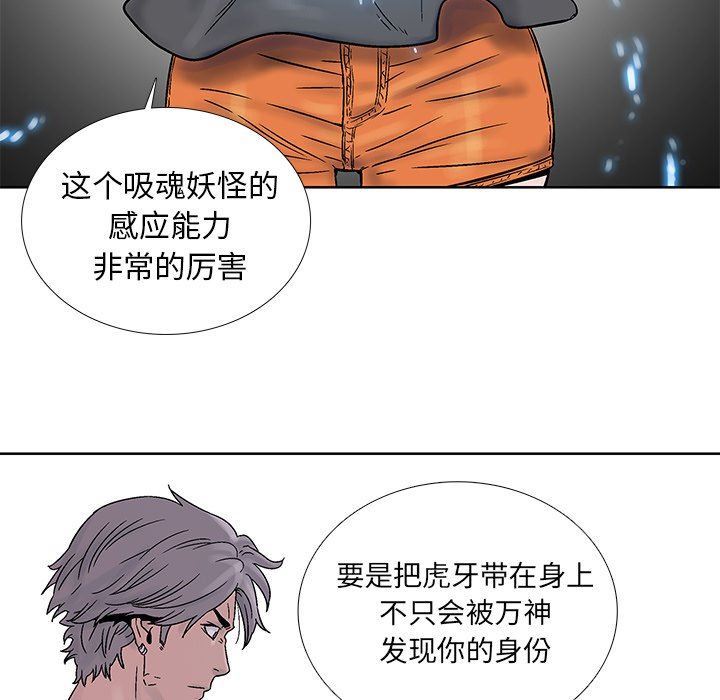 这个吸魂妖怪的
感应能力
非常的厉害
要是把虎牙带在身上
不只会被万神
发现你的身份